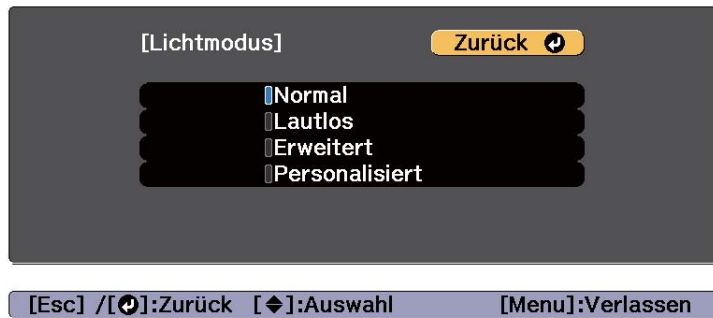 [Lichtmodus] Zurück
Normal
Lautlos
Erweitert
Personalisiert
[Esc] /[⏎]:Zurück [◆]:Auswahl [Menu]:Verlassen